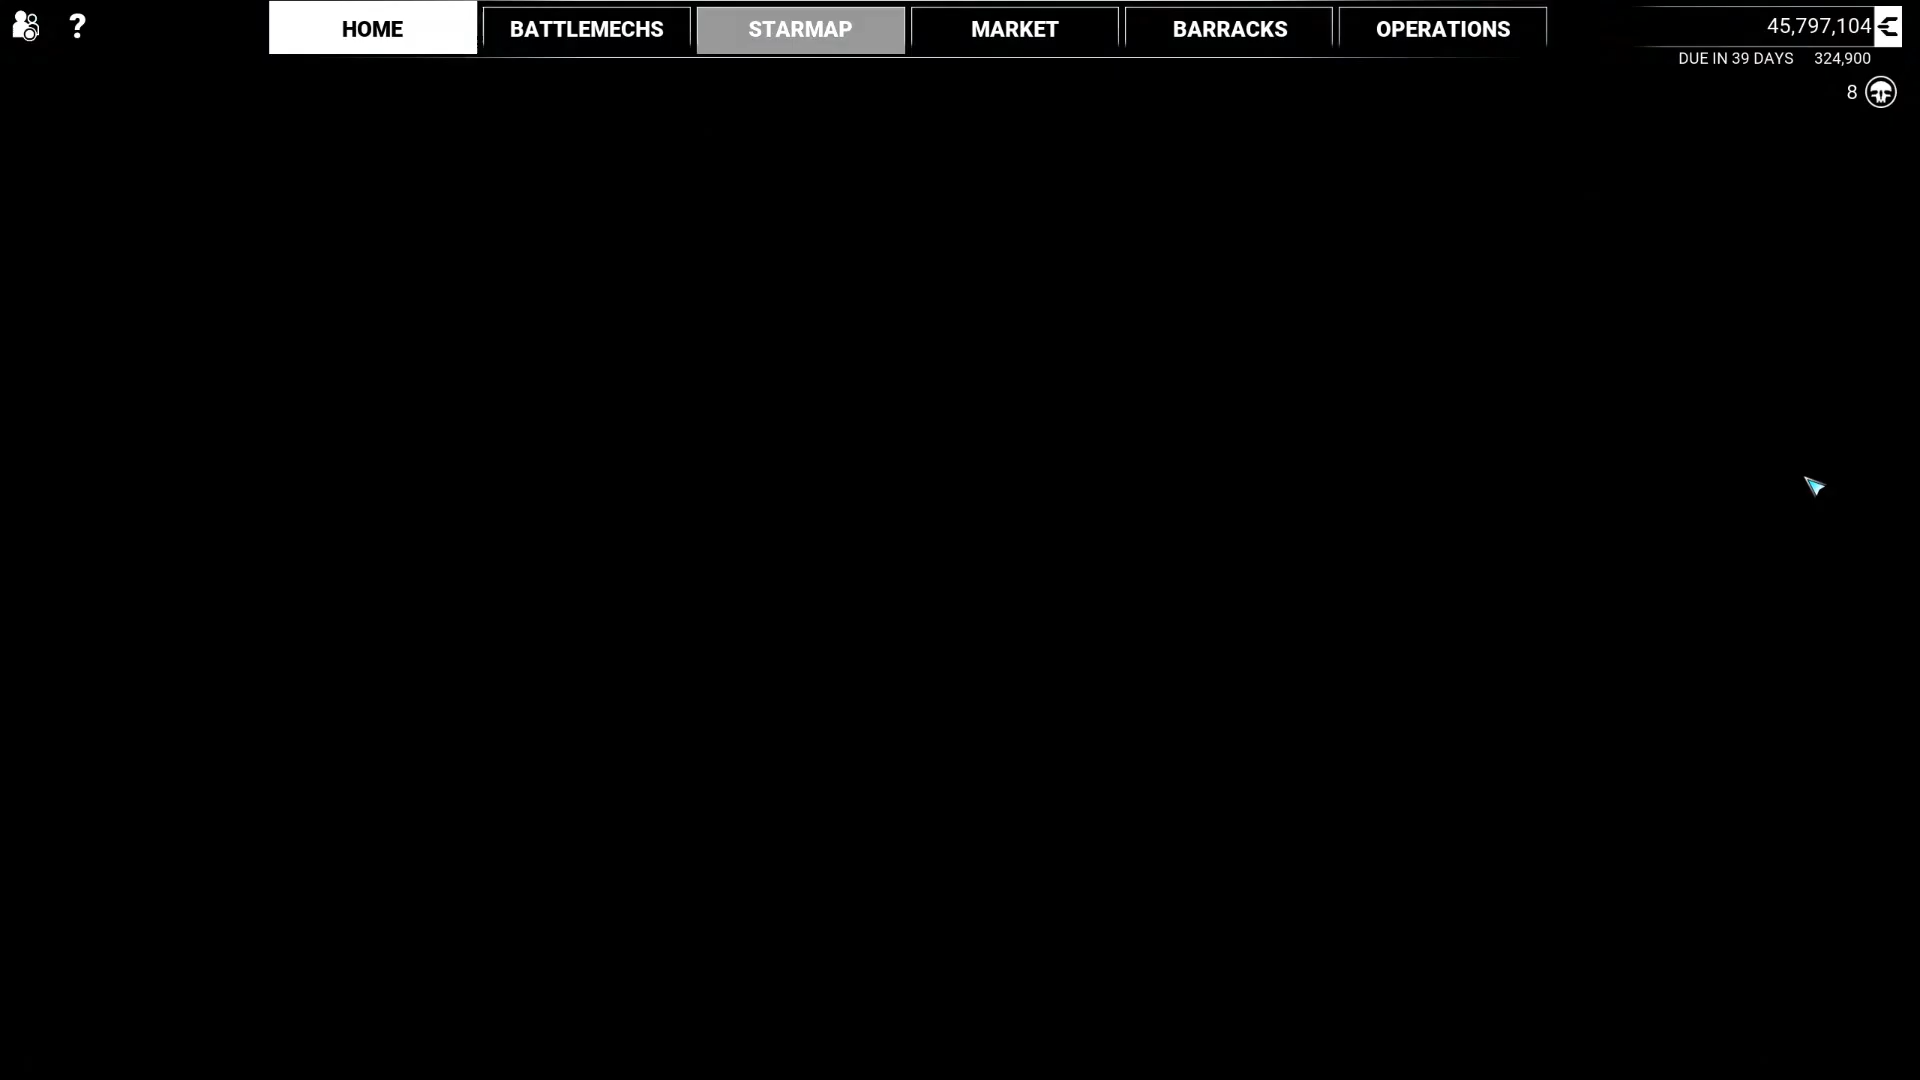 ?
HOME
BATTLEMECHS
STARMAP
MARKET
BARRACKS
OPERATIONS
45,797,104
DUE IN 39 DAYS 324,900
8